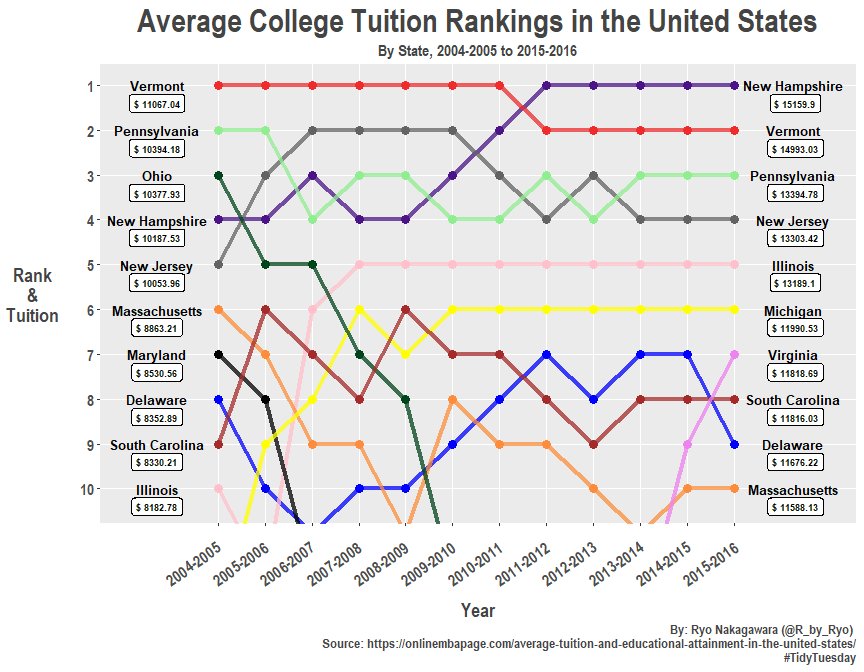 Average College Tuition Rankings in the United States
By State, 2004-2005 to 2015-2016
Rank
&
Tuition
1
2
3
4
5
6
7
8
9
10
Vermont
$ 11067.04
Pennsylvania
$ 10394.18
Ohio
$ 10377.93
New Hampshire
$ 10187.53
New Jersey
$ 10053.96
Massachusetts
$ 8863.21
Maryland
$ 8530.56
Delaware
$ 8352.89
South Carolina
$ 8330.21
Illinois
$ 8182.78
New Hampshire
$ 15159.9
Vermont
$ 14993.03
Pennsylvania
$ 13394.78
New Jersey
$ 13303.42
Illinois
$ 13189.1
Michigan
$ 11990.53
Virginia
$ 11818.69
South Carolina
$ 11816.03
Delaware
$ 11676.22
Massachusetts
$ 11588.13
2004-2005
2005-2006
2006-2007
2007-2008
2008-2009
2009-2010
2010-2011
2011-2012
2012-2013
2013-2014
2014-2015
2015-2016
Year
By: Ryo Nakagawara (@R_by_Ryo)
Source: https://onlinembapage.com/average-tuition-and-educational-attainment-in-the-united-states/
#TidyTuesday